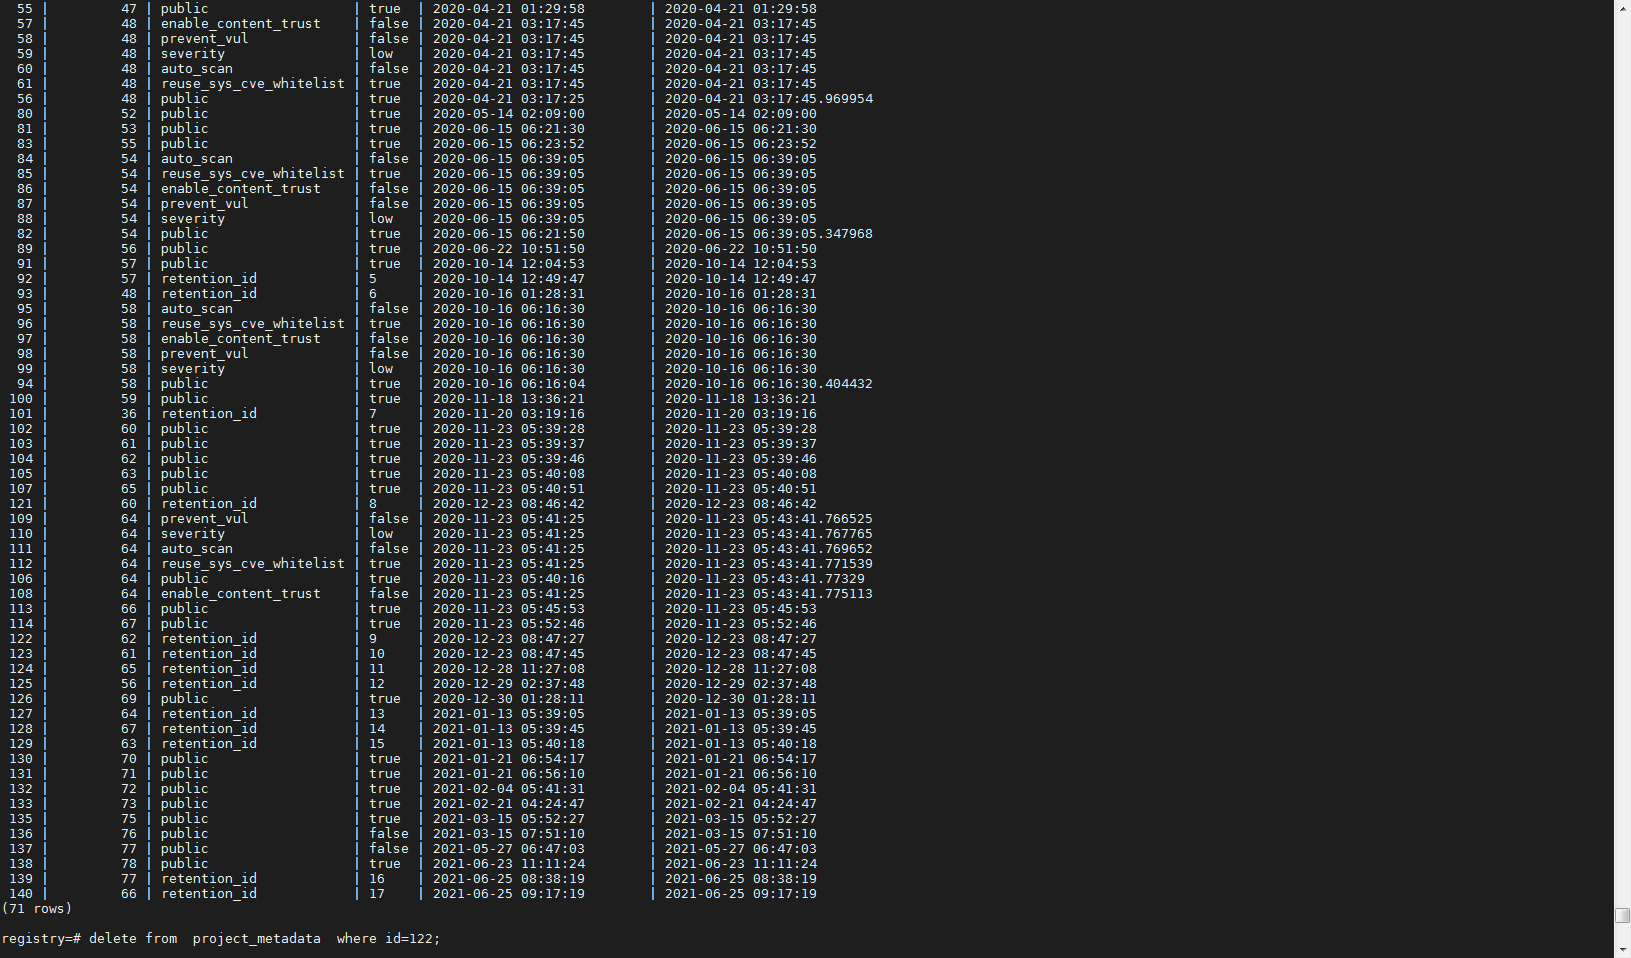 55 | 47 | public | true | 2020-04-21 01:29:58 | 2020-04-21 01:29:58
57 | 48 | enable_content_trust | false | 2020-04-21 03:17:45 | 2020-04-21 03:17:45
58 | 48 | prevent_vul | false | 2020-04-21 03:17:45 | 2020-04-21 03:17:45
59 | 48 | severity | low | 2020-04-21 03:17:45 | 2020-04-21 03:17:45
60 | 48 | auto_scan | false | 2020-04-21 03:17:45 | 2020-04-21 03:17:45
61 | 48 | reuse_sys_cve_whitelist | true | 2020-04-21 03:17:45 | 2020-04-21 03:17:45
56 | 48 | public | true | 2020-04-21 03:17:25 | 2020-04-21 03:17:45.969954
80 | 52 | public | true | 2020-05-14 02:09:00 | 2020-05-14 02:09:00
81 | 53 | public | true | 2020-06-15 06:21:30 | 2020-06-15 06:21:30
83 | 55 | public | true | 2020-06-15 06:23:52 | 2020-06-15 06:23:52
84 | 54 | auto_scan | false | 2020-06-15 06:39:05 | 2020-06-15 06:39:05
85 | 54 | reuse_sys_cve_whitelist | true | 2020-06-15 06:39:05 | 2020-06-15 06:39:05
86 | 54 | enable_content_trust | false | 2020-06-15 06:39:05 | 2020-06-15 06:39:05
87 | 54 | prevent_vul | false | 2020-06-15 06:39:05 | 2020-06-15 06:39:05
88 | 54 | severity | low | 2020-06-15 06:39:05 | 2020-06-15 06:39:05
82 | 54 | public | true | 2020-06-15 06:21:50 | 2020-06-15 06:39:05.347968
89 | 56 | public | true | 2020-06-22 10:51:50 | 2020-06-22 10:51:50
91 | 57 | public | true | 2020-10-14 12:04:53 | 2020-10-14 12:04:53
92 | 57 | retention_id | 5 | 2020-10-14 12:49:47 | 2020-10-14 12:49:47
93 | 48 | retention_id | 6 | 2020-10-16 01:28:31 | 2020-10-16 01:28:31
95 | 58 | auto_scan | false | 2020-10-16 06:16:30 | 2020-10-16 06:16:30
96 | 58 | reuse_sys_cve_whitelist | true | 2020-10-16 06:16:30 | 2020-10-16 06:16:30
97 | 58 | enable_content_trust | false | 2020-10-16 06:16:30 | 2020-10-16 06:16:30
98 | 58 | prevent_vul | false | 2020-10-16 06:16:30 | 2020-10-16 06:16:30
99 | 58 | severity | low | 2020-10-16 06:16:30 | 2020-10-16 06:16:30
94 | 58 | public | true | 2020-10-16 06:16:04 | 2020-10-16 06:16:30.404432
100 | 59 | public | true | 2020-11-18 13:36:21 | 2020-11-18 13:36:21
101 | 36 | retention_id | 7 | 2020-11-20 03:19:16 | 2020-11-20 03:19:16
102 | 60 | public | true | 2020-11-23 05:39:28 | 2020-11-23 05:39:28
103 | 61 | public | true | 2020-11-23 05:39:37 | 2020-11-23 05:39:37
104 | 62 | public | true | 2020-11-23 05:39:46 | 2020-11-23 05:39:46
105 | 63 | public | true | 2020-11-23 05:40:08 | 2020-11-23 05:40:08
107 | 65 | public | true | 2020-11-23 05:40:51 | 2020-11-23 05:40:51
121 | 60 | retention_id | 8 | 2020-12-23 08:46:42 | 2020-12-23 08:46:42
109 | 64 | prevent_vul | false | 2020-11-23 05:41:25 | 2020-11-23 05:43:41.766525
110 | 64 | severity | low | 2020-11-23 05:41:25 | 2020-11-23 05:43:41.767765
111 | 64 | auto_scan | false | 2020-11-23 05:41:25 | 2020-11-23 05:43:41.769652
112 | 64 | reuse_sys_cve_whitelist | true | 2020-11-23 05:41:25 | 2020-11-23 05:43:41.771539
106 | 64 | public | true | 2020-11-23 05:40:16 | 2020-11-23 05:43:41.77329
108 | 64 | enable_content_trust | false | 2020-11-23 05:41:25 | 2020-11-23 05:43:41.775113
113 | 66 | public | true | 2020-11-23 05:45:53 | 2020-11-23 05:45:53
114 | 67 | public | true | 2020-11-23 05:52:46 | 2020-11-23 05:52:46
122 | 62 | retention_id | 9 | 2020-12-23 08:47:27 | 2020-12-23 08:47:27
123 | 61 | retention_id | 10 | 2020-12-23 08:47:45 | 2020-12-23 08:47:45
124 | 65 | retention_id | 11 | 2020-12-28 11:27:08 | 2020-12-28 11:27:08
125 | 56 | retention_id | 12 | 2020-12-29 02:37:48 | 2020-12-29 02:37:48
126 | 69 | public | true | 2020-12-30 01:28:11 | 2020-12-30 01:28:11
127 | 64 | retention_id | 13 | 2021-01-13 05:39:05 | 2021-01-13 05:39:05
128 | 67 | retention_id | 14 | 2021-01-13 05:39:45 | 2021-01-13 05:39:45
129 | 63 | retention_id | 15 | 2021-01-13 05:40:18 | 2021-01-13 05:40:18
130 | 70 | public | true | 2021-01-21 06:54:17 | 2021-01-21 06:54:17
131 | 71 | public | true | 2021-01-21 06:56:10 | 2021-01-21 06:56:10
132 | 72 | public | true | 2021-02-04 05:41:31 | 2021-02-04 05:41:31
133 | 73 | public | true | 2021-02-21 04:24:47 | 2021-02-21 04:24:47
135 | 75 | public | true | 2021-03-15 05:52:27 | 2021-03-15 05:52:27
136 | 76 | public | false | 2021-03-15 07:51:10 | 2021-03-15 07:51:10
137 | 77 | public | false | 2021-05-27 06:47:03 | 2021-05-27 06:47:03
138 | 78 | public | true | 2021-06-23 11:11:24 | 2021-06-23 11:11:24
139 | 77 | retention_id | 16 | 2021-06-25 08:38:19 | 2021-06-25 08:38:19
140 | 66 | retention_id | 17 | 2021-06-25 09:17:19 | 2021-06-25 09:17:19
(71 rows)
registry=# delete from  project_metadata  where id=122;